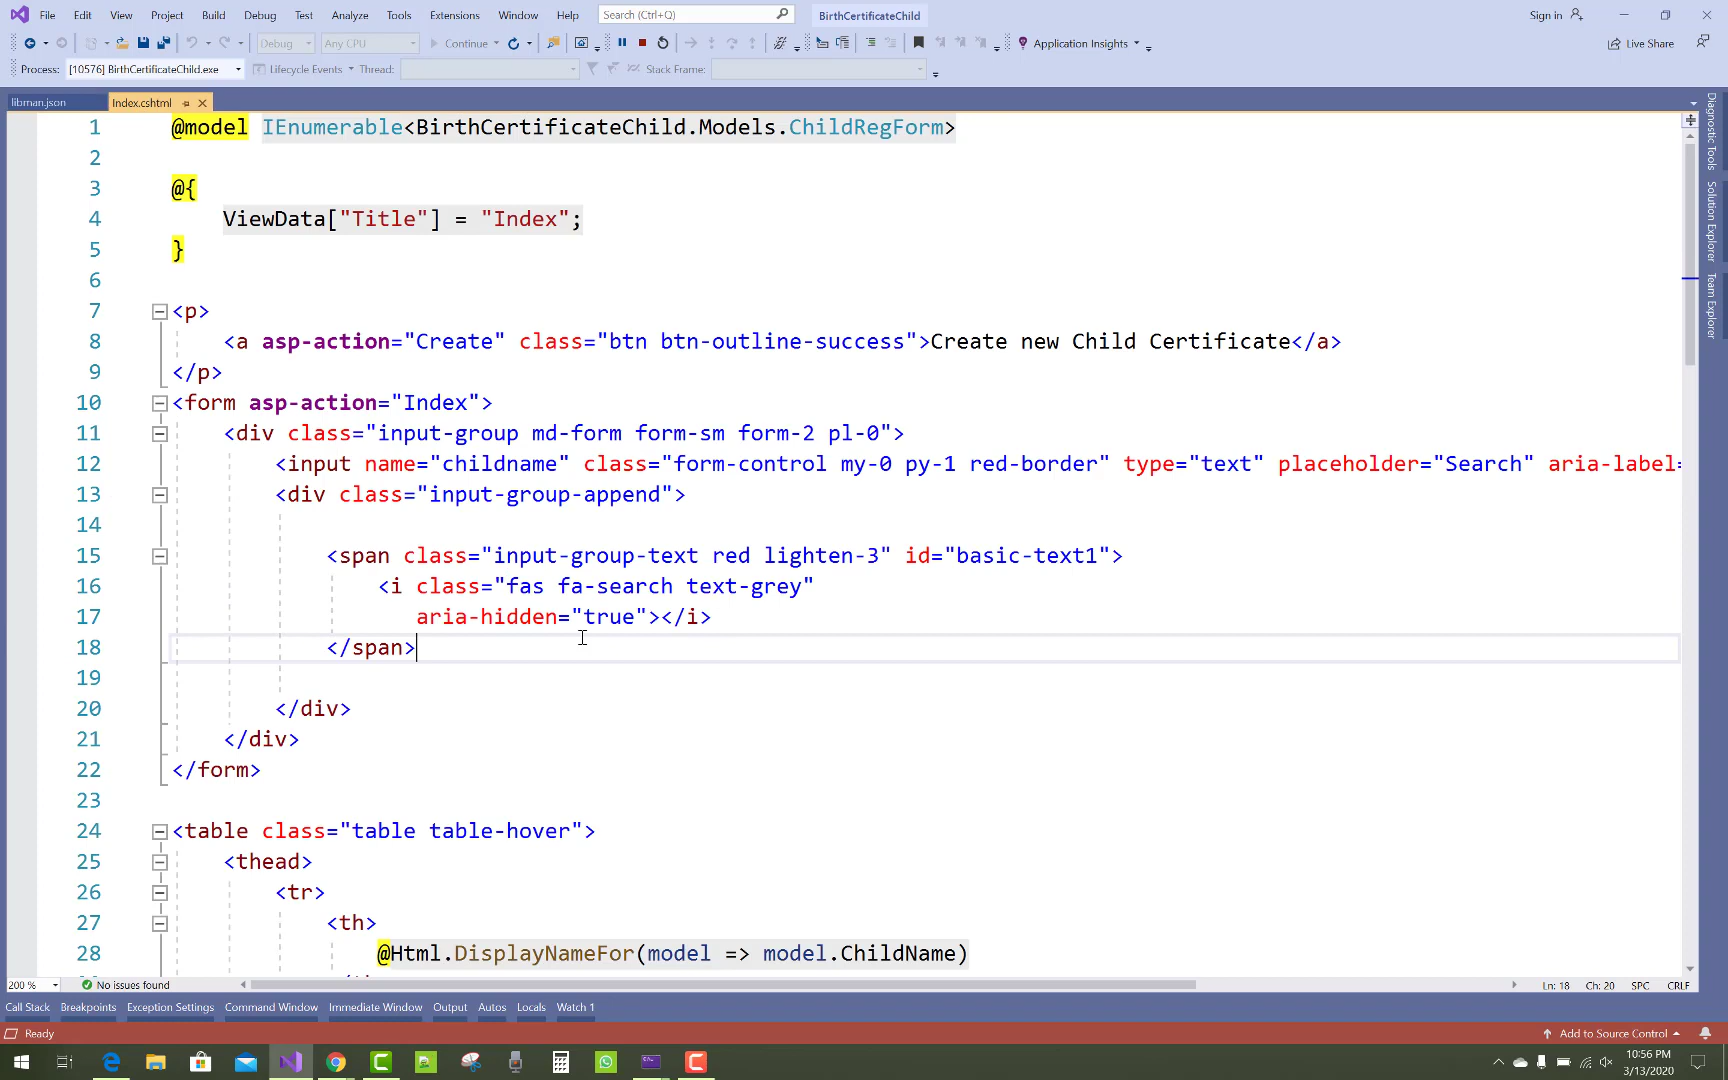 File Edit View Project Build Debug Test Analyze Tools Extensions Window Help Search (Ctrl+Q) BirthCertificateChild Sign in
Debug Any CPU Continue Application Insights Live Share
Process: [10576] BirthCertificateChild.exe Lifecycle Events Thread: Stack Frame:
libman.json Index.cshtml
1 @model IEnumerable<BirthCertificateChild.Models.ChildRegForm>
2
3 @{
4 ViewData["Title"] = "Index";
5 }
6
7 <p>
8 <a asp-action="Create" class="btn btn-outline-success">Create new Child Certificate</a>
9 </p>
10 <form asp-action="Index">
11 <div class="input-group md-form form-sm form-2 pl-0">
12 <input name="childname" class="form-control my-0 py-1 red-border" type="text" placeholder="Search" aria-label=
13 <div class="input-group-append">
14
15 <span class="input-group-text red lighten-3" id="basic-text1">
16 <i class="fas fa-search text-grey"
17 aria-hidden="true"></i>
18 </span>
19
20 </div>
21 </div>
22 </form>
23
24 <table class="table table-hover">
25 <thead>
26 <tr>
27 <th>
28 @Html.DisplayNameFor(model => model.ChildName)
Diagnostic Tools
Solution Explorer
Team Explorer
200 % No issues found Ln: 18 Ch: 20 SPC CRLF
Call Stack Breakpoints Exception Settings Command Window Immediate Window Output Autos Locals Watch 1
Ready Add to Source Control
10:56 PM
3/13/2020